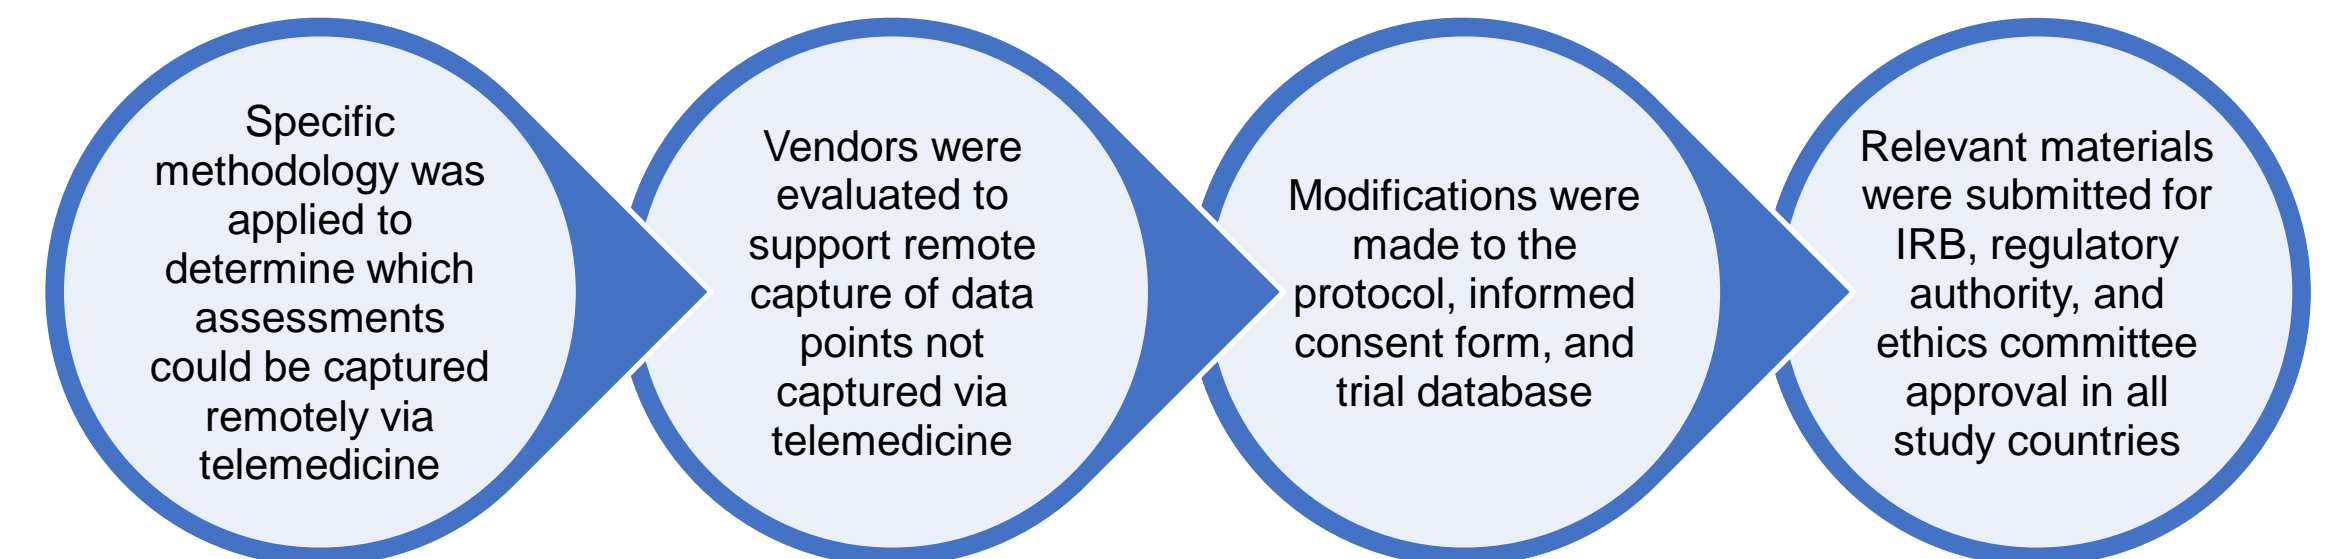 Specific
methodology was
applied to
determine which
assessments
could be captured
remotely via
telemedicine
Vendors were
evaluated to
support remote
capture of data
points not
captured via
telemedicine
Modifications were
made to the
protocol, informed
consent form, and
trial database
Relevant materials
were submitted for
IRB, regulatory
authority, and
ethics committee
approval in all
study countries